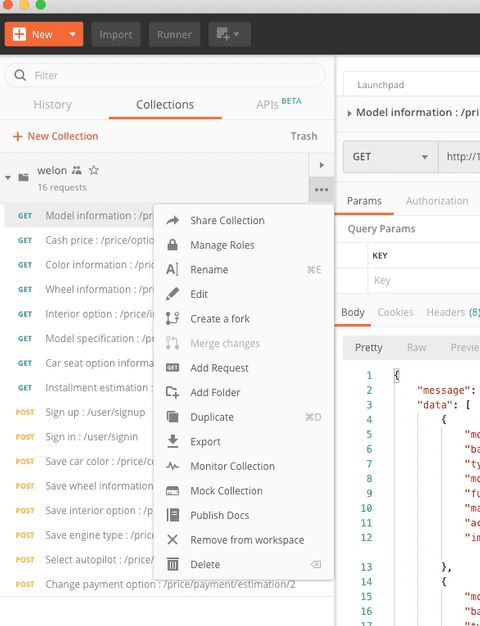 New
Import
Runner
Filter
Launchpad
History
Collections
APIs BETA
Model information : /pri
+ New Collection
Trash
GET
http://1
welon
16 requests
Params
Authorization
Query Params
KEY
Key
Body
Cookies
Headers (8)
Pretty
Raw
Preview
GET Model information : /pr
GET Cash price : /price/optio
GET Color information : /pric
GET Wheel information : /pri
GET Interior option : /price/i
GET Model specification : /pr
GET Car seat option informa
GET Installment estimation :
POST Sign up : /user/signup
POST Sign in : /user/signin
POST Save car color : /price/c
POST Save wheel information
POST Save interior option : /p
POST Save engine type : /pric
POST Select autopilot : /price
POST Change payment option : /price/payment/estimation/2
Share Collection
Manage Roles
Rename ⌘E
Edit
Create a fork
Merge changes
GET Add Request
Add Folder
Duplicate ⌘D
Export
Monitor Collection
Mock Collection
Publish Docs
Remove from workspace
Delete
1 {
2 "message":
3 "data": [
4 {
5 "mo
6 "ba
7 "ty
8 "mo
9 "fu
10 "ma
11 "ac
12 "im
13 },
14 {
15 "mo
16 "ba
17